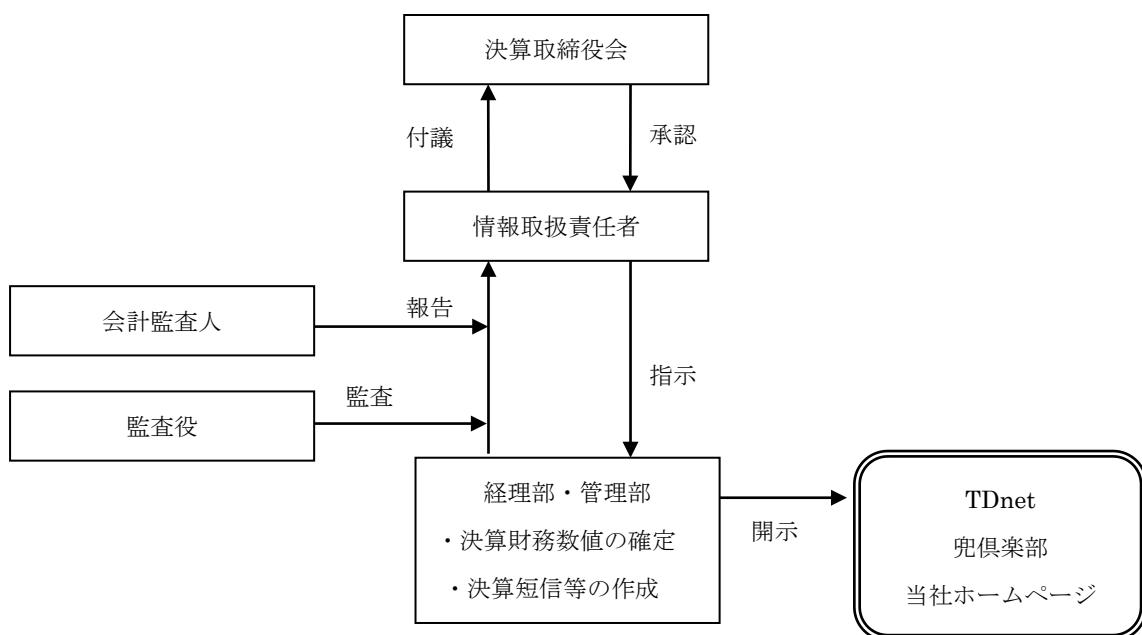 決算取締役会
付議
承認
情報取扱責任者
会計監査人
報告
監査役
監査
指示
経理部・管理部
・決算財務数値の確定
・決算短信等の作成
開示
TDnet
兜倶楽部
当社ホームページ